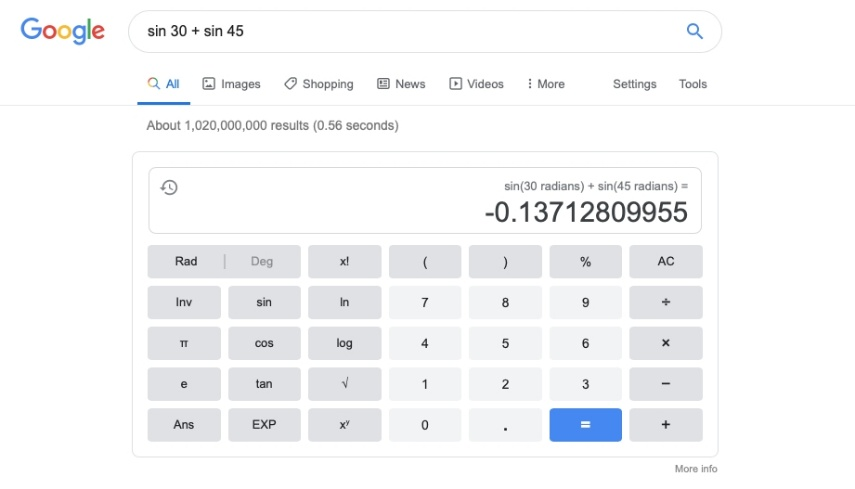 Google sin 30 + sin 45
All Images Shopping News Videos More Settings Tools
About 1,020,000,000 results (0.56 seconds)
sin(30 radians) + sin(45 radians) =
-0.13712809955
Rad | Deg x! ( ) % AC
Inv sin ln 7 8 9 ÷
π cos log 4 5 6 ×
e tan √ 1 2 3 −
Ans EXP xʸ 0 . = +
More info